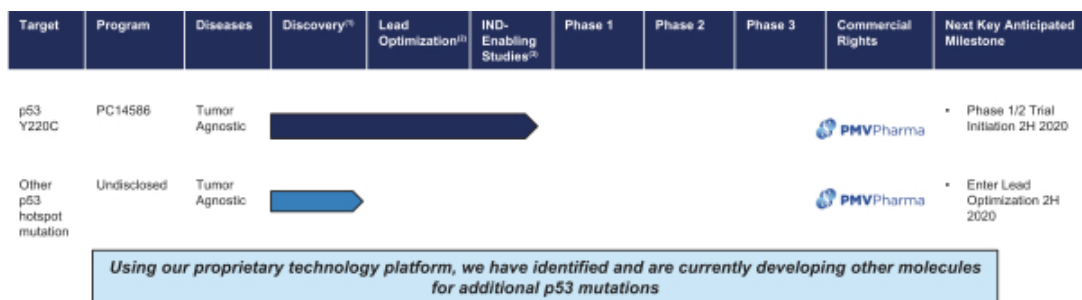 Target Program Diseases Discovery⁽¹⁾ Lead Optimization⁽²⁾ IND-Enabling Studies⁽³⁾ Phase 1 Phase 2 Phase 3 Commercial Rights Next Key Anticipated Milestone
p53 Y220C PC14586 Tumor Agnostic PMVPharma • Phase 1/2 Trial Initiation 2H 2020
Other p53 hotspot mutation Undisclosed Tumor Agnostic PMVPharma • Enter Lead Optimization 2H 2020
Using our proprietary technology platform, we have identified and are currently developing other molecules
for additional p53 mutations